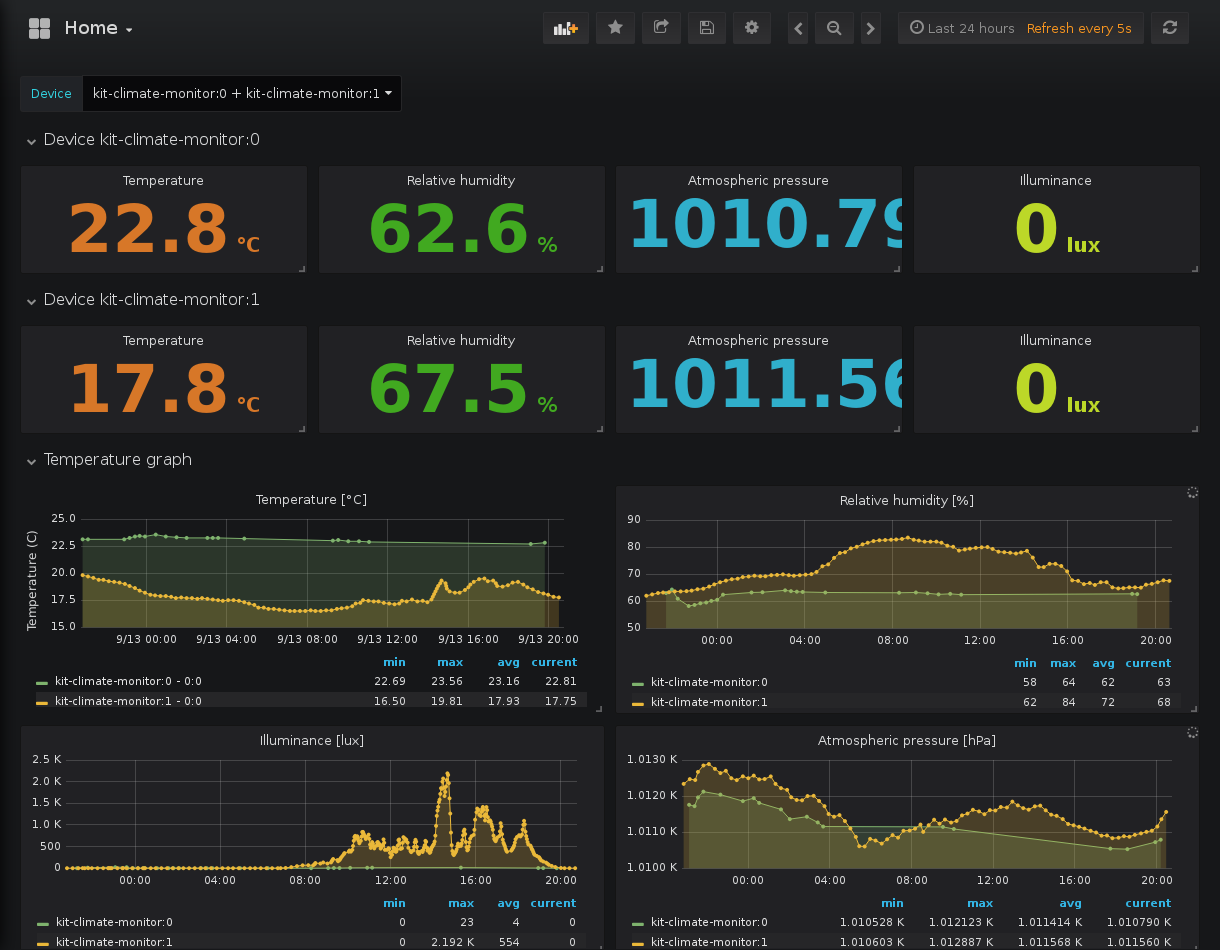 Home
Last 24 hours Refresh every 5s
Device kit-climate-monitor:0 + kit-climate-monitor:1
Device kit-climate-monitor:0
Temperature Relative humidity Atmospheric pressure Illuminance
22.8 °C 62.6 % 1010.79 0 lux
Device kit-climate-monitor:1
Temperature Relative humidity Atmospheric pressure Illuminance
17.8 °C 67.5 % 1011.56 0 lux
Temperature graph
Temperature [°C]
Temperature (C)
25.0
22.5
20.0
17.5
15.0
9/13 00:00 9/13 04:00 9/13 08:00 9/13 12:00 9/13 16:00 9/13 20:00
min max avg current
kit-climate-monitor:0 - 0:0 22.69 23.56 23.16 22.81
kit-climate-monitor:1 - 0:0 16.50 19.81 17.93 17.75
Relative humidity [%]
90
80
70
60
50
00:00 04:00 08:00 12:00 16:00 20:00
min max avg current
kit-climate-monitor:0 58 64 62 63
kit-climate-monitor:1 62 84 72 68
Illuminance [lux]
2.5 K
2.0 K
1.5 K
1.0 K
500
0
00:00 04:00 08:00 12:00 16:00 20:00
min max avg current
kit-climate-monitor:0 0 23 4 0
kit-climate-monitor:1 0 2.192 K 554 0
Atmospheric pressure [hPa]
1.0130 K
1.0120 K
1.0110 K
1.0100 K
00:00 04:00 08:00 12:00 16:00 20:00
min max avg current
kit-climate-monitor:0 1.010528 K 1.012123 K 1.011414 K 1.010790 K
kit-climate-monitor:1 1.010603 K 1.012887 K 1.011568 K 1.011560 K